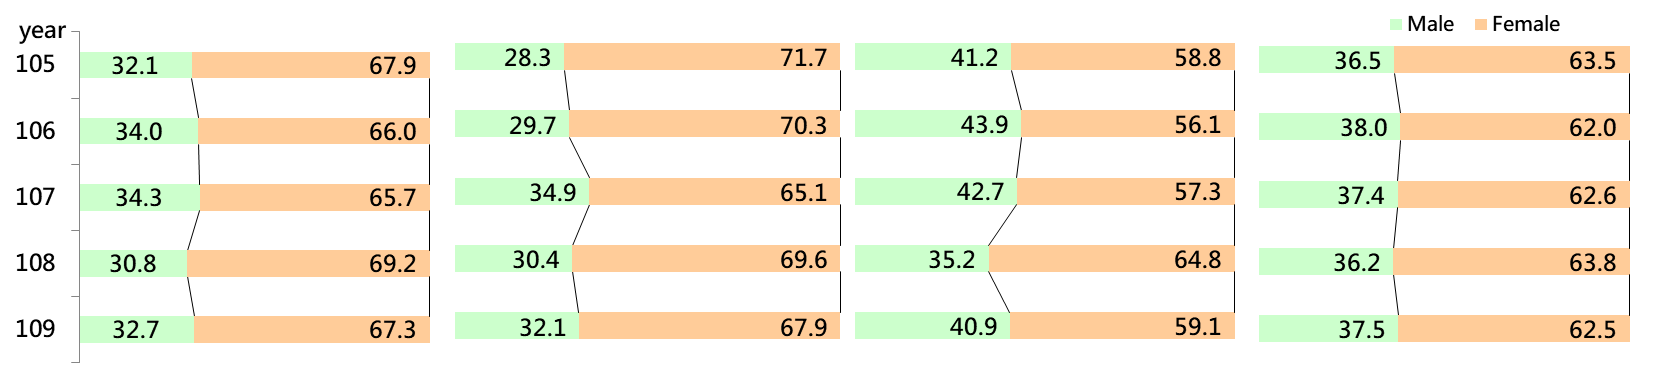 Male Female
year
105 32.1 67.9 28.3 71.7 41.2 58.8 36.5 63.5
106 34.0 66.0 29.7 70.3 43.9 56.1 38.0 62.0
107 34.3 65.7 34.9 65.1 42.7 57.3 37.4 62.6
108 30.8 69.2 30.4 69.6 35.2 64.8 36.2 63.8
109 32.7 67.3 32.1 67.9 40.9 59.1 37.5 62.5